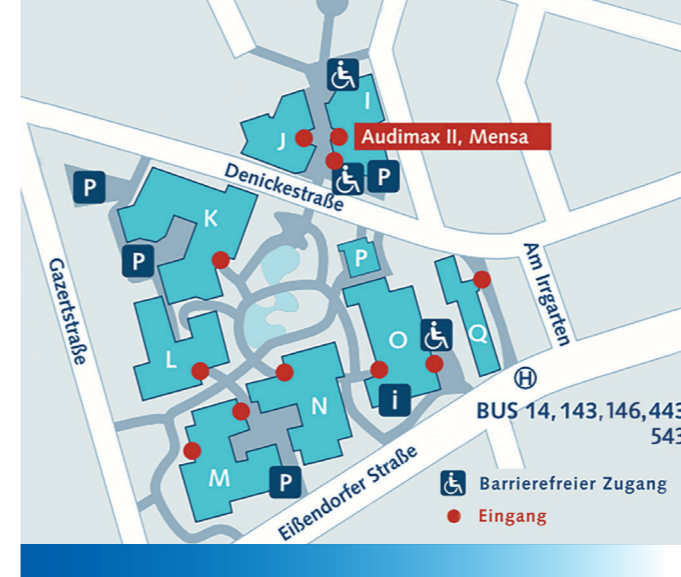 I
J
Audimax II, Mensa
P
Denickestraße
P
K
P
P
Gazertstraße
Am Irrgarten
L
O
Q
H
N
i
BUS 14, 143, 146, 443
543
M
P
Eißendorfer Straße
Barrierefreier Zugang
Eingang